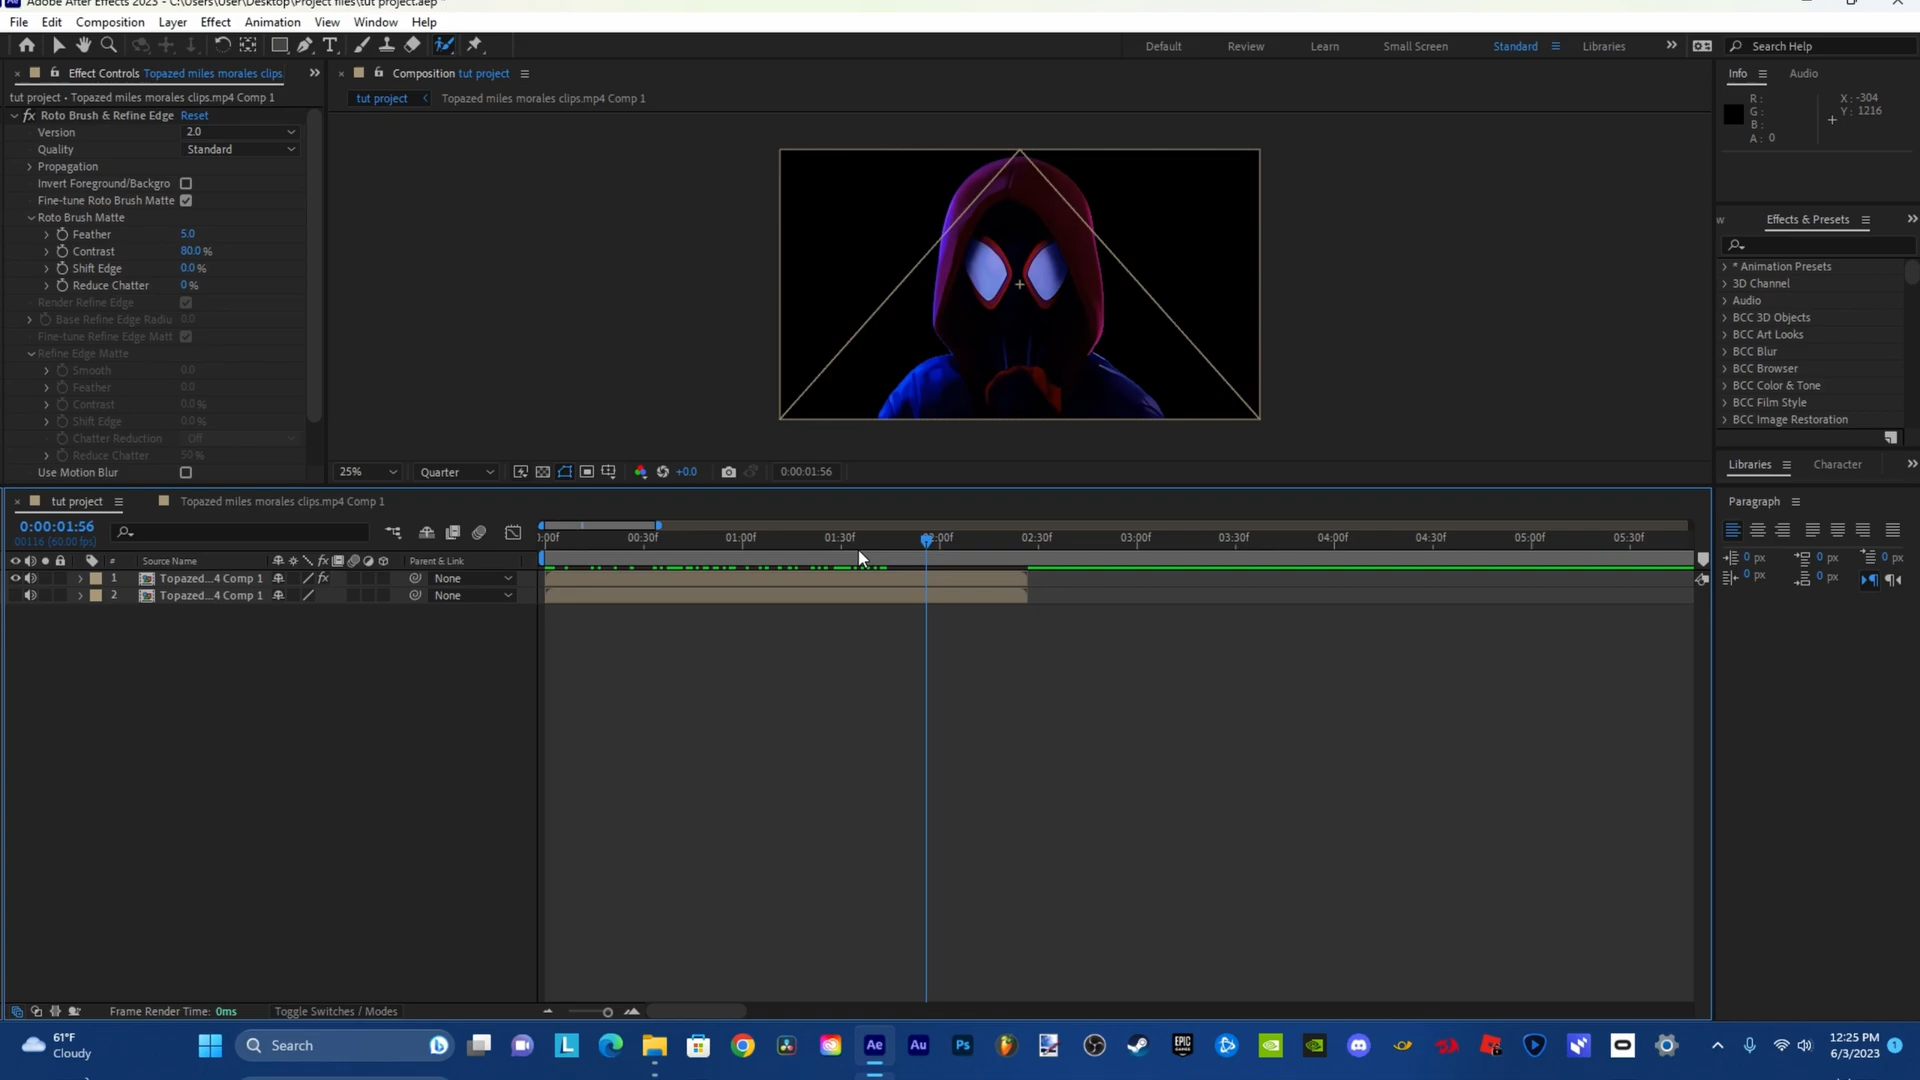 Adobe After Effects 2023 - C:\Users\User\Desktop\Project files\tut project.aep *
File Edit Composition Layer Effect Animation View Window Help
Default Review Learn Small Screen Standard Libraries Search Help
Effect Controls Topazed miles morales clips.
tut project • Topazed miles morales clips.mp4 Comp 1
fx Roto Brush & Refine Edge Reset
Version 2.0
Quality Standard
Propagation
Invert Foreground/Backgro
Fine-tune Roto Brush Matte
Roto Brush Matte
Feather 5.0
Contrast 80.0 %
Shift Edge 0.0 %
Reduce Chatter 0 %
Render Refine Edge
Base Refine Edge Radiu 0.0
Fine-tune Refine Edge Matt
Refine Edge Matte
Smooth 0.0
Feather 0.0
Contrast 0.0 %
Shift Edge 0.0 %
Chatter Reduction Off
Reduce Chatter 50 %
Use Motion Blur
Composition tut project
tut project Topazed miles morales clips.mp4 Comp 1
25% Quarter +0.0 0:00:01:56
Info Audio
R: X: -304
G: Y: 1216
B:
A: 0
Effects & Presets
* Animation Presets
3D Channel
Audio
BCC 3D Objects
BCC Art Looks
BCC Blur
BCC Browser
BCC Color & Tone
BCC Film Style
BCC Image Restoration
Libraries Character
Paragraph
0 px 0 px 0 px
0 px 0 px
tut project Topazed miles morales clips.mp4 Comp 1
0:00:01:56
00116 (60.00 fps)
:00f 00:30f 01:00f 01:30f 02:00f 02:30f 03:00f 03:30f 04:00f 04:30f 05:00f 05:30f
# Source Name fx Parent & Link
1 Topazed...4 Comp 1 fx None
2 Topazed...4 Comp 1 None
Frame Render Time: 0ms Toggle Switches / Modes
61°F
Cloudy
Search
Ae Au Ps
EPIC GAMES
12:25 PM
6/3/2023
1